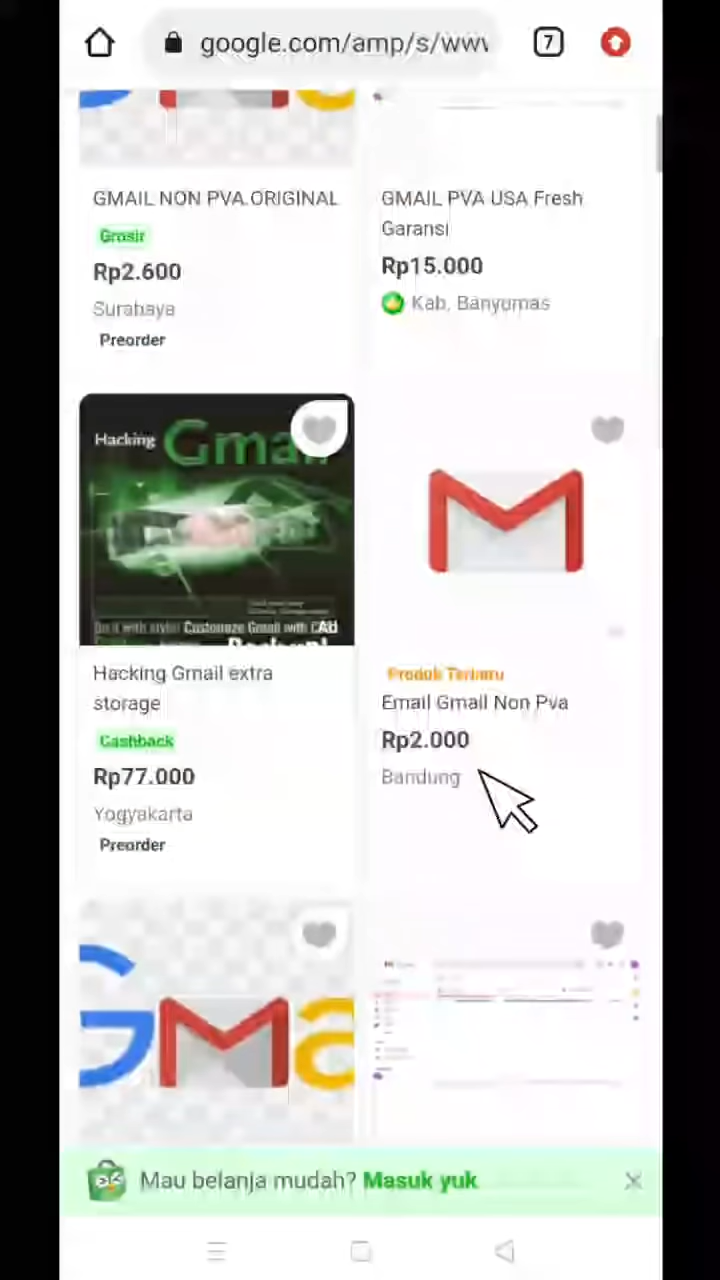 7
google.com/amp/s/www
GMAIL NON PVA ORIGINAL
Grosir
Rp2.600
Surabaya
Preorder
GMAIL PVA USA Fresh
Garansi
Rp15.000
Kab. Banyumas
Hacking Gmail
Hacking Gmail extra
storage
Cashback
Rp77.000
Yogyakarta
Preorder
Produk Terbaru
Email Gmail Non Pva
Rp2.000
Bandung
Mau belanja mudah? Masuk yuk